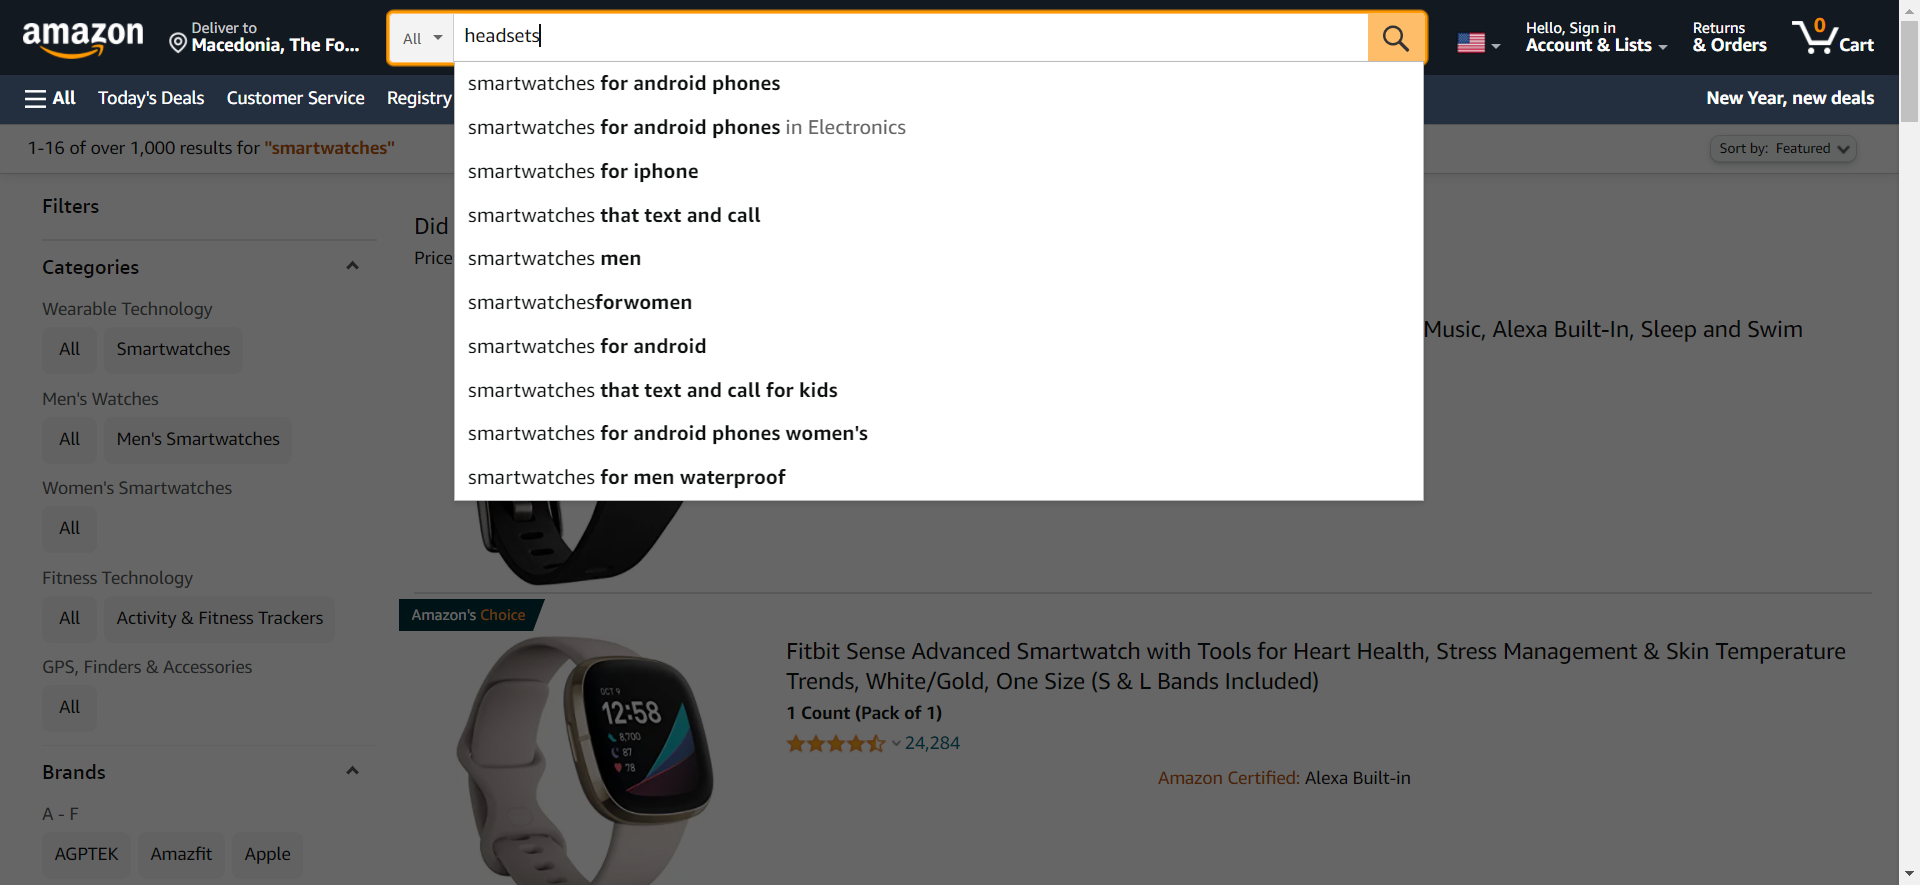 amazon
Deliver to
Macedonia, The Fo...
All
headsets
Hello, Sign in
Account & Lists
Returns
& Orders
0
Cart
All
Today's Deals
Customer Service
Registry
New Year, new deals
1-16 of over 1,000 results for "smartwatches"
Sort by: Featured
smartwatches for android phones
smartwatches for android phones in Electronics
smartwatches for iphone
smartwatches that text and call
smartwatches men
smartwatchesforwomen
smartwatches for android
smartwatches that text and call for kids
smartwatches for android phones women's
smartwatches for men waterproof
Filters
Categories
Wearable Technology
All
Smartwatches
Men's Watches
All
Men's Smartwatches
Women's Smartwatches
All
Fitness Technology
All
Activity & Fitness Trackers
GPS, Finders & Accessories
All
Brands
A - F
AGPTEK
Amazfit
Apple
Did
Price
Music, Alexa Built-In, Sleep and Swim
Amazon's Choice
OCT 9
12:58
8,700
87
78
Fitbit Sense Advanced Smartwatch with Tools for Heart Health, Stress Management & Skin Temperature
Trends, White/Gold, One Size (S & L Bands Included)
1 Count (Pack of 1)
24,284
Amazon Certified: Alexa Built-in